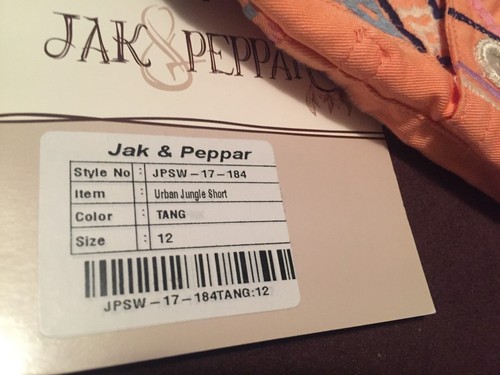 JAK & PEPPAR
Jak & Peppar
Style No : JPSW-17-184
Item : Urban Jungle Short
Color : TANG
Size : 12
JPSW-17-184TANG:12